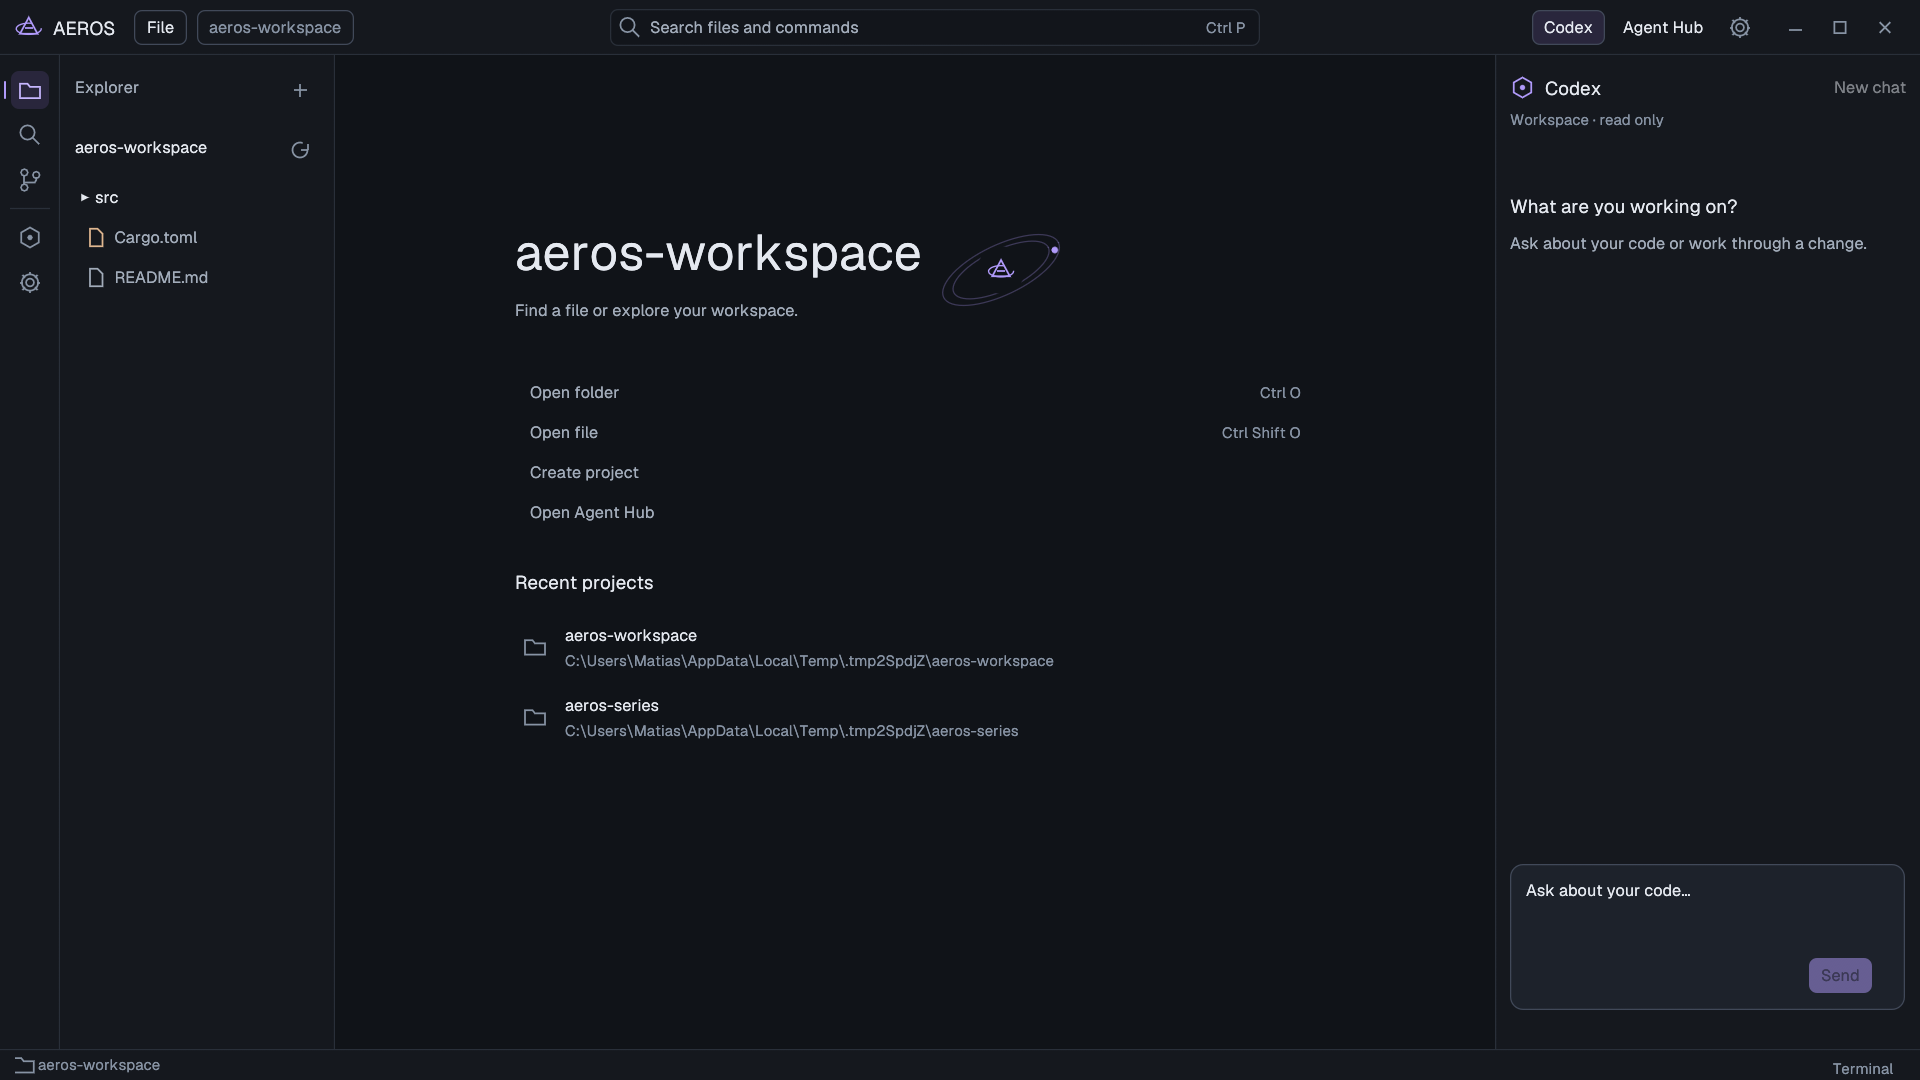 AEROS File aeros-workspace Search files and commands Ctrl P Codex Agent Hub
Explorer
aeros-workspace
src
Cargo.toml
README.md
aeros-workspace
Find a file or explore your workspace.
Open folder Ctrl O
Open file Ctrl Shift O
Create project
Open Agent Hub
Recent projects
aeros-workspace
C:\Users\Matias\AppData\Local\Temp\.tmp2SpdjZ\aeros-workspace
aeros-series
C:\Users\Matias\AppData\Local\Temp\.tmp2SpdjZ\aeros-series
Codex New chat
Workspace · read only
What are you working on?
Ask about your code or work through a change.
Ask about your code…
Send
aeros-workspace Terminal